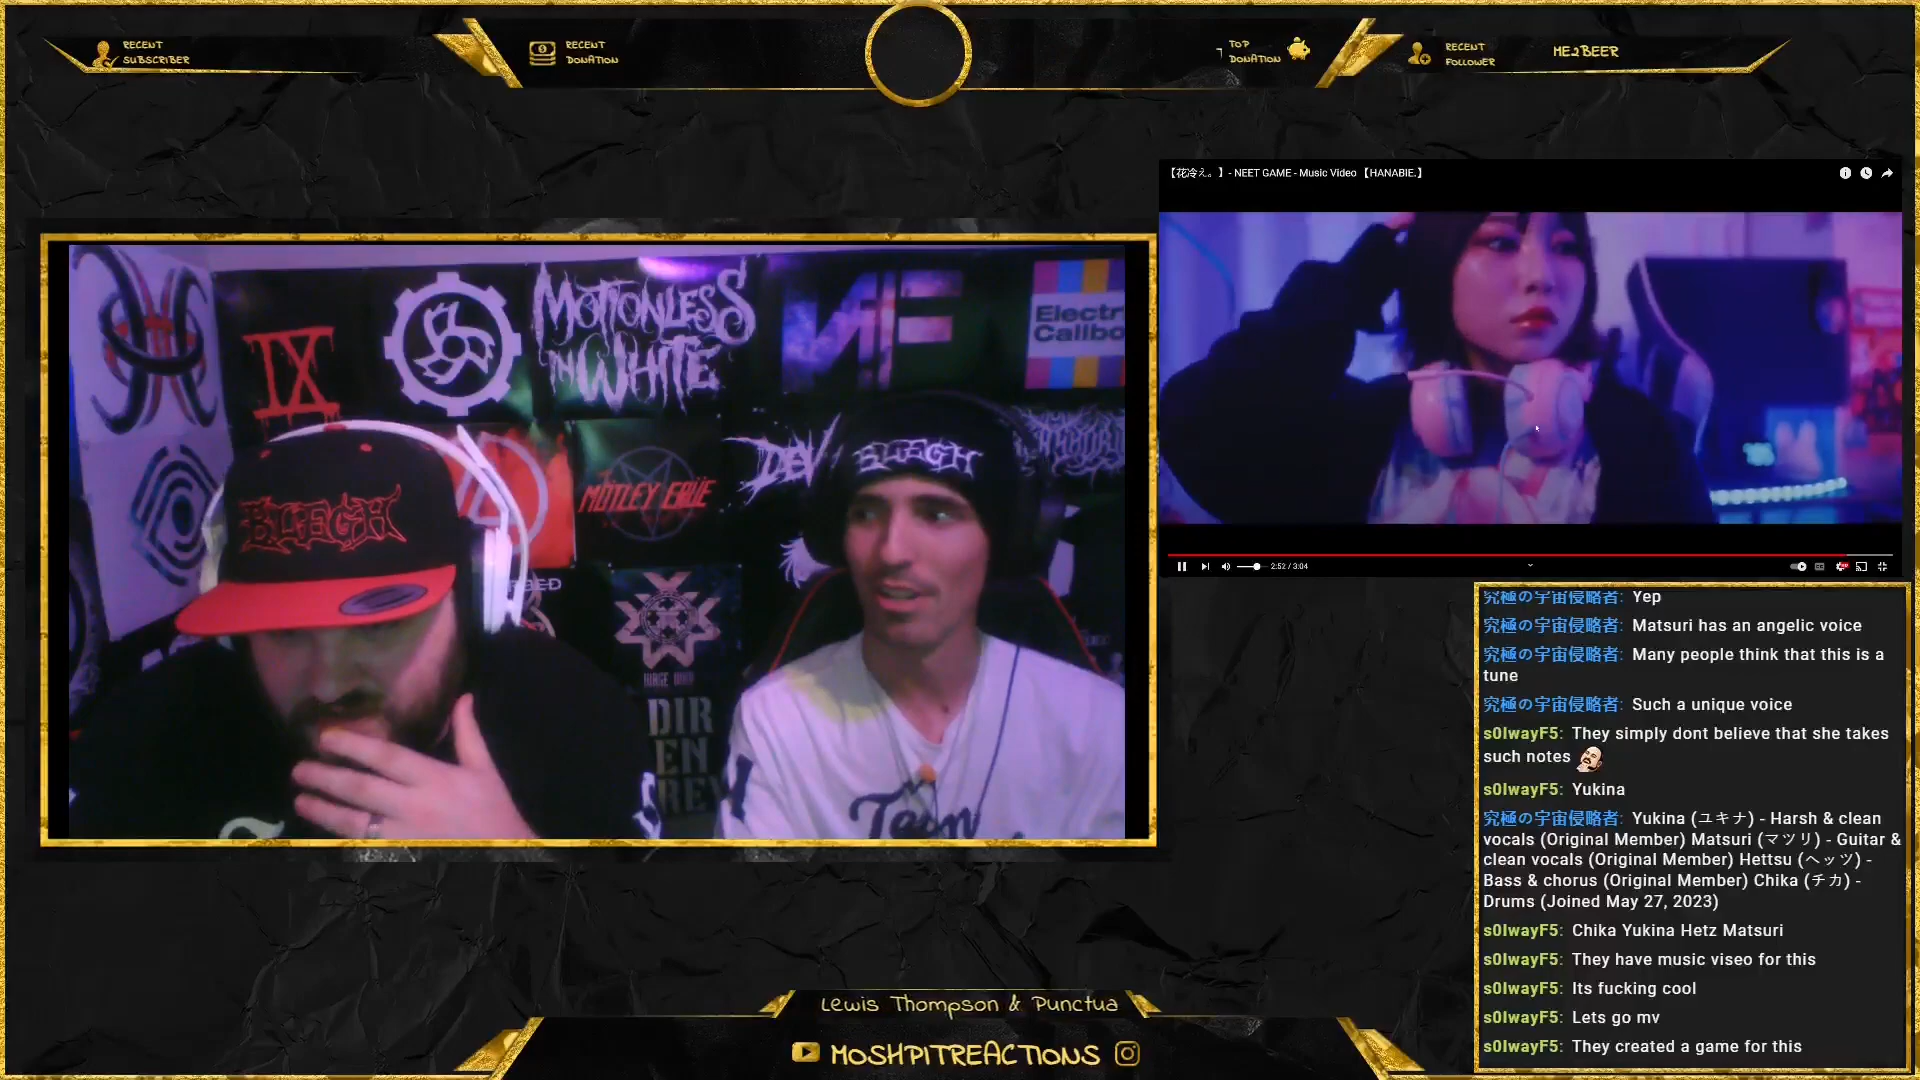 RECENT
SUBSCRIBER
RECENT
DONATION
TOP
DONATION
RECENT
FOLLOWER
ME2BEER
【花冷え。】- NEET GAME - Music Video 【HANABIE.】
IX
MOTIONLESS
IN WHITE
NF
Electr
Callbo
BLEGH
MÖTLEY CRÜE
DEV
BLEGH
DIR
EN
GREY
Team
2:52 / 3:04
究極の宇宙侵略者: Yep
究極の宇宙侵略者: Matsuri has an angelic voice
究極の宇宙侵略者: Many people think that this is a
tune
究極の宇宙侵略者: Such a unique voice
s0lwayF5: They simply dont believe that she takes
such notes
s0lwayF5: Yukina
究極の宇宙侵略者: Yukina (ユキナ) - Harsh & clean
vocals (Original Member) Matsuri (マツリ) - Guitar &
clean vocals (Original Member) Hettsu (ヘッツ) -
Bass & chorus (Original Member) Chika (チカ) -
Drums (Joined May 27, 2023)
s0lwayF5: Chika Yukina Hetz Matsuri
s0lwayF5: They have music viseo for this
s0lwayF5: Its fucking cool
s0lwayF5: Lets go mv
s0lwayF5: They created a game for this
Lewis Thompson & Punctua
MOSHPITREACTIONS